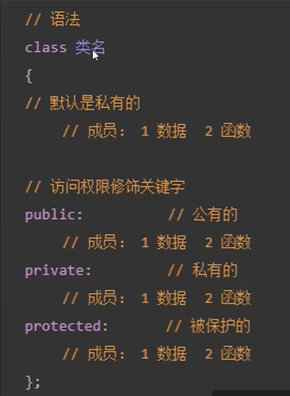 // 语法
class 类名
{
// 默认是私有的
// 成员： 1 数据 2 函数
// 访问权限修饰关键字
public: // 公有的
// 成员： 1 数据 2 函数
private: // 私有的
// 成员： 1 数据 2 函数
protected: // 被保护的
// 成员： 1 数据 2 函数
};